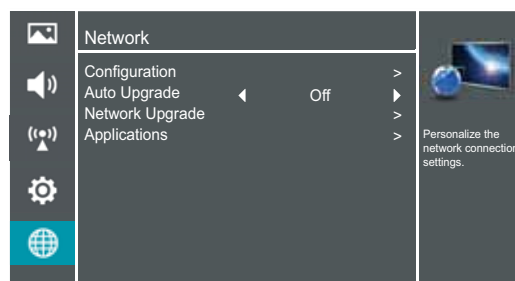 Network
Configuration >
Auto Upgrade Off
Network Upgrade >
Applications >
Personalize the
network connection
settings.